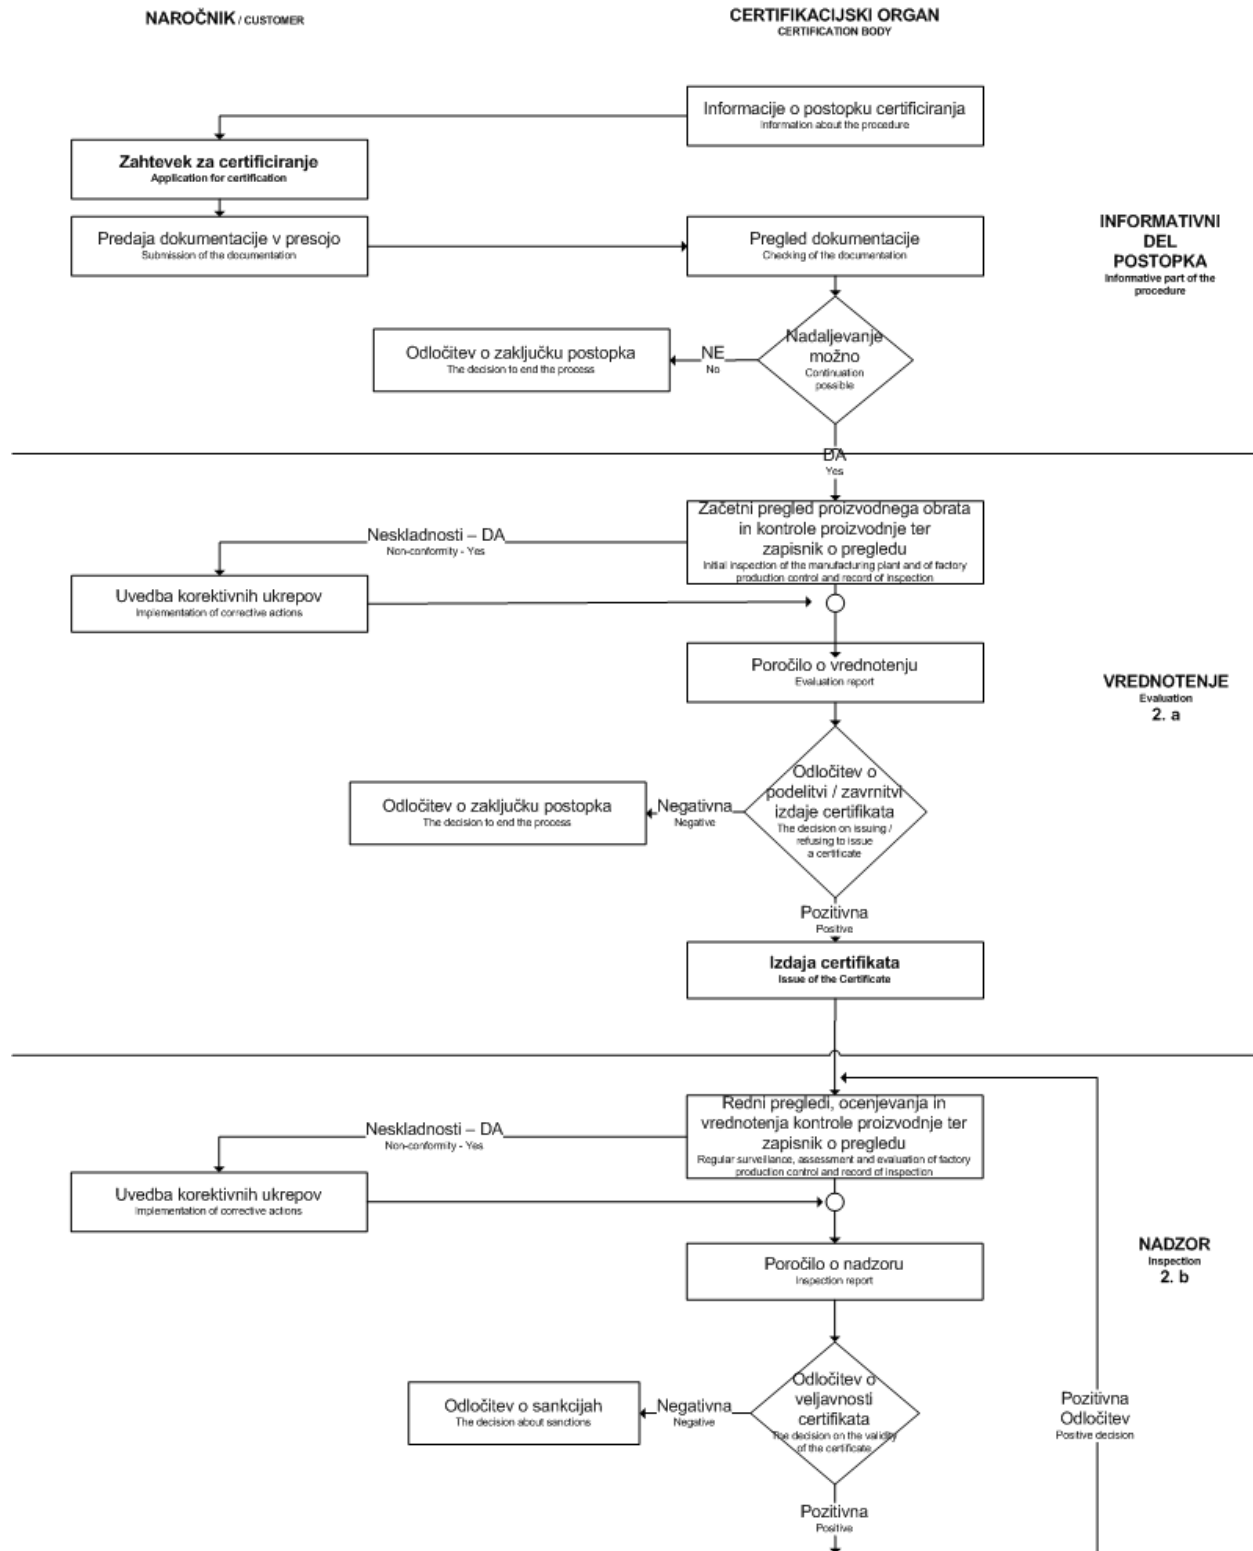 NAROČNIK / CUSTOMER
CERTIFIKACIJSKI ORGAN
CERTIFICATION BODY
Informacije o postopku certificiranja
Information about the procedure
Zahtevek za certificiranje
Application for certification
Predaja dokumentacije v presojo
Submission of the documentation
Pregled dokumentacije
Checking of the documentation
INFORMATIVNI
DEL
POSTOPKA
Informative part of the
procedure
Nadaljevanje
možno
Continuation
possible
NE
No
Odločitev o zaključku postopka
The decision to end the process
DA
Yes
Začetni pregled proizvodnega obrata
in kontrole proizvodnje ter
zapisnik o pregledu
Initial inspection of the manufacturing plant and of factory
production control and record of inspection
Neskladnosti – DA
Non-conformity - Yes
Uvedba korektivnih ukrepov
Implementation of corrective actions
Poročilo o vrednotenju
Evaluation report
VREDNOTENJE
Evaluation
2. a
Odločitev o
podelitvi / zavrnitvi
izdaje certifikata
The decision on issuing /
refusing to issue
a certificate
Negativna
Negative
Odločitev o zaključku postopka
The decision to end the process
Pozitivna
Positive
Izdaja certifikata
Issue of the Certificate
Redni pregledi, ocenjevanja in
vrednotenja kontrole proizvodnje ter
zapisnik o pregledu
Regular surveillance, assessment and evaluation of factory
production control and record of inspection
Neskladnosti – DA
Non-conformity - Yes
Uvedba korektivnih ukrepov
Implementation of corrective actions
Poročilo o nadzoru
Inspection report
NADZOR
Inspection
2. b
Odločitev o
veljavnosti
certifikata
The decision on the validity
of the certificate
Negativna
Negative
Odločitev o sankcijah
The decision about sanctions
Pozitivna
Odločitev
Positive decision
Pozitivna
Positive